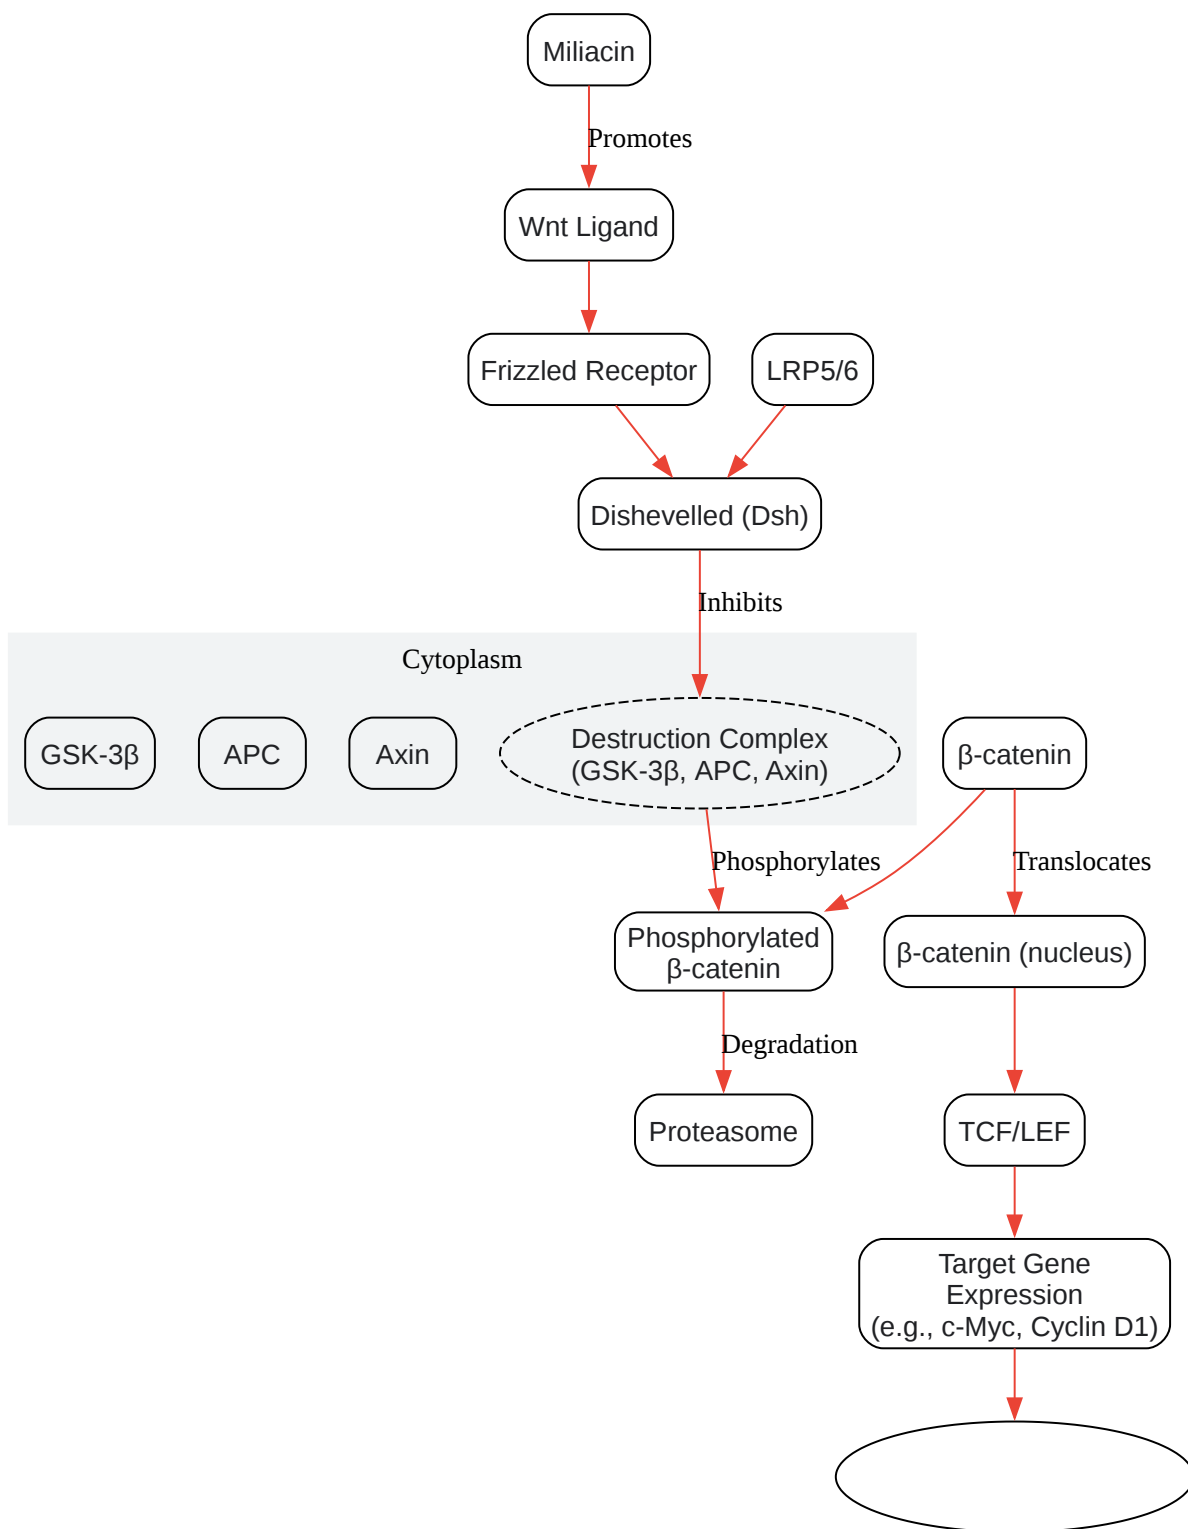 Miliacin
Promotes
Wnt Ligand
Frizzled Receptor
LRP5/6
Dishevelled (Dsh)
Inhibits
Cytoplasm
GSK-3β
APC
Axin
Destruction Complex
(GSK-3β, APC, Axin)
β-catenin
Phosphorylates
Translocates
Phosphorylated
β-catenin
β-catenin (nucleus)
Degradation
Proteasome
TCF/LEF
Target Gene
Expression
(e.g., c-Myc, Cyclin D1)